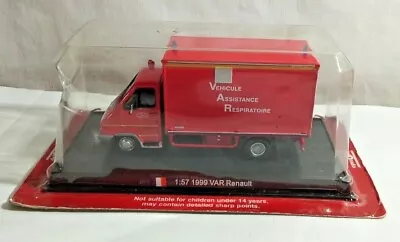 VEHICULE
ASSISTANCE
RESPIRATOIRE
1:57 1999 VAR Renault
Not suitable for children under 14 years.
may contain detailed sharp points.